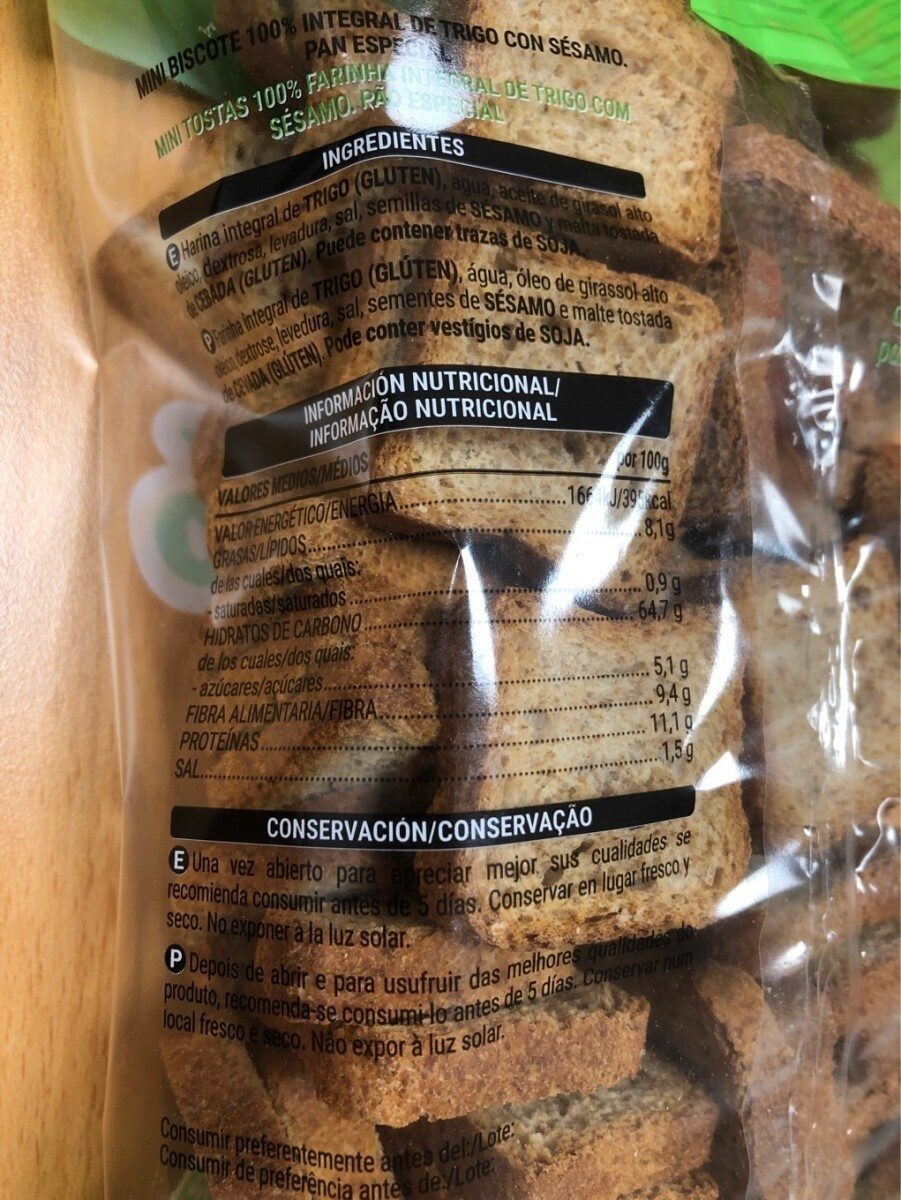 MINI BISCOTE 100% INTEGRAL DE TRIGO CON SÉSAMO.
PAN ESPECIAL
MINI TOSTAS 100% FARINHA INTEGRAL DE TRIGO COM
SÉSAMO. PÃO ESPECIAL
INGREDIENTES
E Harina integral de TRIGO (GLUTEN), agua, aceite de girasol alto
oleico, dextrosa, levadura, sal, semillas de SÉSAMO y malta tostada
de CEBADA (GLUTEN). Puede contener trazas de SOJA.
P Farinha integral de TRIGO (GLÚTEN), água, óleo de girassol alto
oleico, dextrose, levedura, sal, sementes de SÉSAMO e malte tostada
de CEVADA (GLÚTEN). Pode conter vestígios de SOJA.
INFORMACIÓN NUTRICIONAL/
INFORMAÇÃO NUTRICIONAL
VALORES MEDIOS/MÉDIOS por 100g
VALOR ENERGÉTICO/ENERGIA kcal
GRASAS/LÍPIDOS 8,1 g
de las cuales/dos quais:
- saturadas/saturados 0,9 g
HIDRATOS DE CARBONO 64,7 g
de los cuales/dos quais:
- azúcares/açúcares 5,1 g
FIBRA ALIMENTARIA/FIBRA 9,4 g
PROTEÍNAS 11,1 g
SAL 1,5 g
CONSERVACIÓN/CONSERVAÇÃO
E Una vez abierto para apreciar mejor sus cualidades se
recomienda consumir antes de 5 días. Conservar en lugar fresco y
seco. No exponer a la luz solar.
P Depois de abrir e para usufruir das melhores qualidades do
produto, recomenda-se consumi-lo antes de 5 dias. Conservar num
local fresco e seco. Não expor à luz solar.
Consumir preferentemente antes del:/Lote:
Consumir de preferência antes de:/Lote: